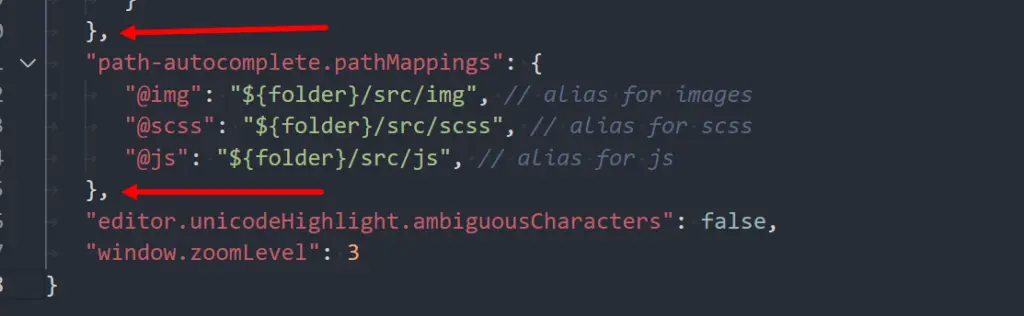 }
},
"path-autocomplete.pathMappings": {
"@img": "${folder}/src/img", // alias for images
"@scss": "${folder}/src/scss", // alias for scss
"@js": "${folder}/src/js", // alias for js
},
"editor.unicodeHighlight.ambiguousCharacters": false,
"window.zoomLevel": 3
}